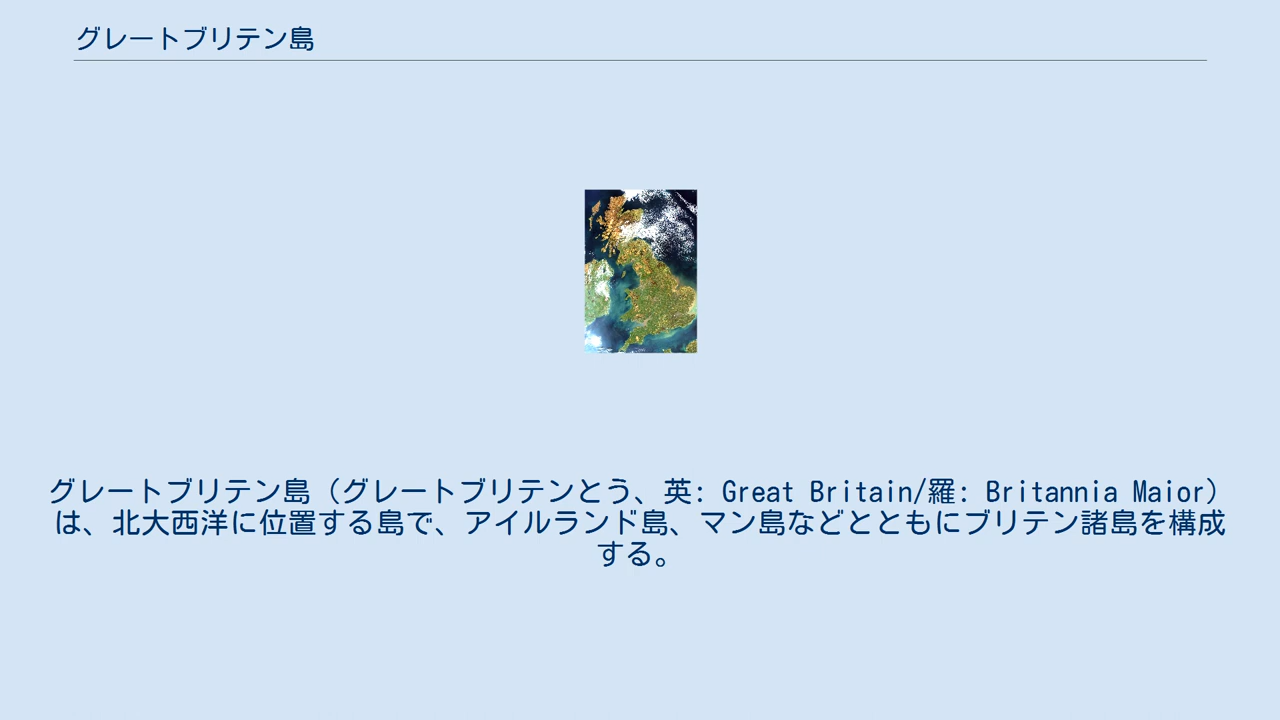 グレートブリテン島
グレートブリテン島（グレートブリテンとう、英: Great Britain/羅: Britannia Maior）
は、北大西洋に位置する島で、アイルランド島、マン島などとともにブリテン諸島を構成
する。